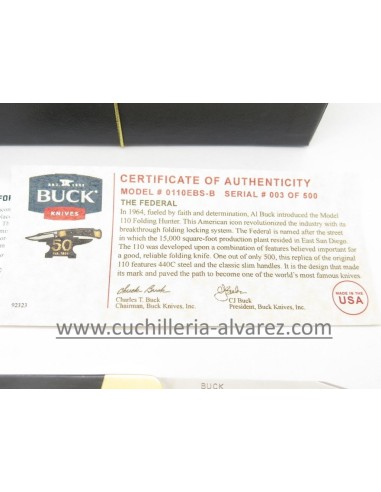 EST. 1902
BUCK
KNIVES
50
CERTIFICATE OF AUTHENTICITY
MODEL # 0110EBS-B SERIAL # 003 OF 500
THE FEDERAL
In 1964, fueled by faith and determination, Al Buck introduced the Model
110 Folding Hunter. This American icon revolutionized the industry with its
breakthrough folding locking system. The Federal is named after the street
in which the 15,000 square-foot production plant resided in East San Diego.
The 110 was developed upon a combination of features believed important for
a good, reliable folding knife. One out of only 500, this replica of the original
110 features 440C steel and the classic slim handles. It is the design that made
its mark and paved the path to become one of the world's most famous knives.
Chuck Buck
Charles T. Buck
Chairman, Buck Knives, Inc.
CJ Buck
President, Buck Knives, Inc.
MADE IN THE
USA
92323
www.cuchilleria-alvarez.com
BUCK